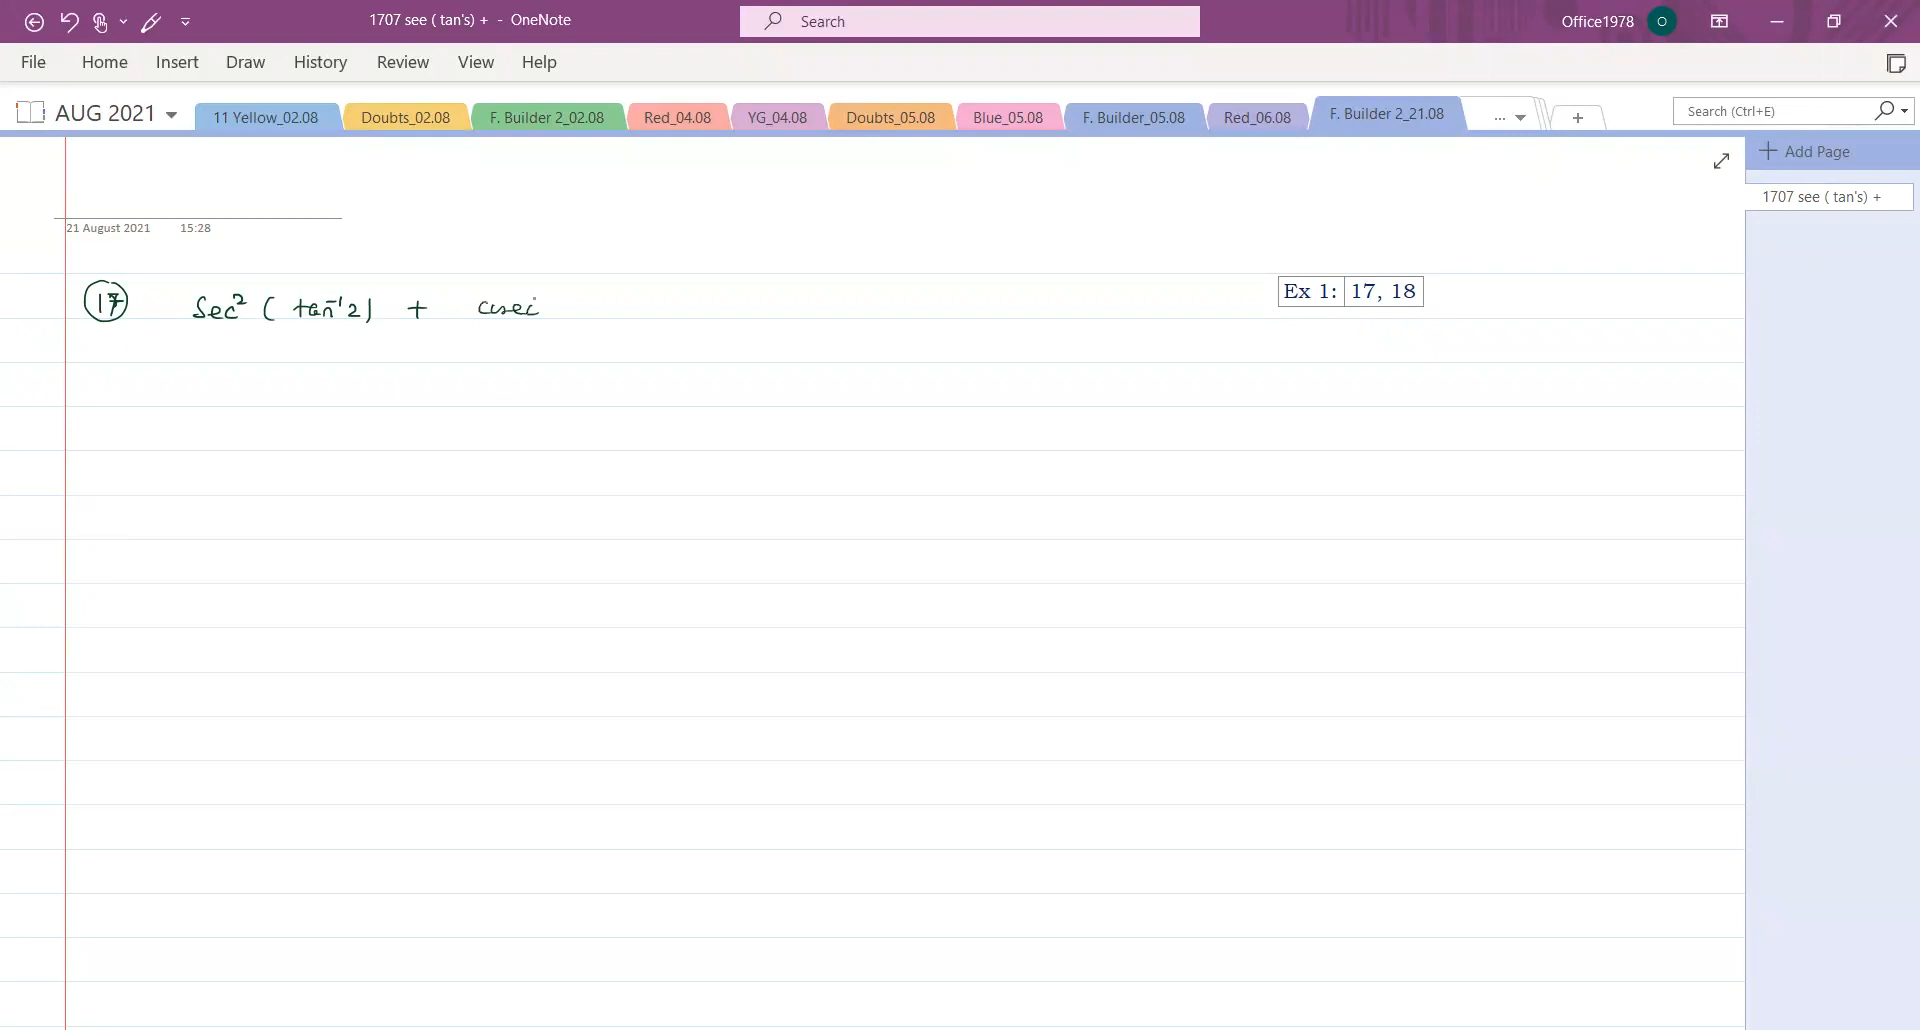 1707 see ( tan's) + - OneNote
Search
Office1978
O
File Home Insert Draw History Review View Help
AUG 2021
11 Yellow_02.08 Doubts_02.08 F. Builder 2_02.08 Red_04.08 YG_04.08 Doubts_05.08 Blue_05.08 F. Builder_05.08 Red_06.08 F. Builder 2_21.08 ... +
Search (Ctrl+E)
Add Page
1707 see ( tan's) +
21 August 2021 15:28
Ex 1: 17, 18
17 Sec² ( tan⁻¹2) + cosec